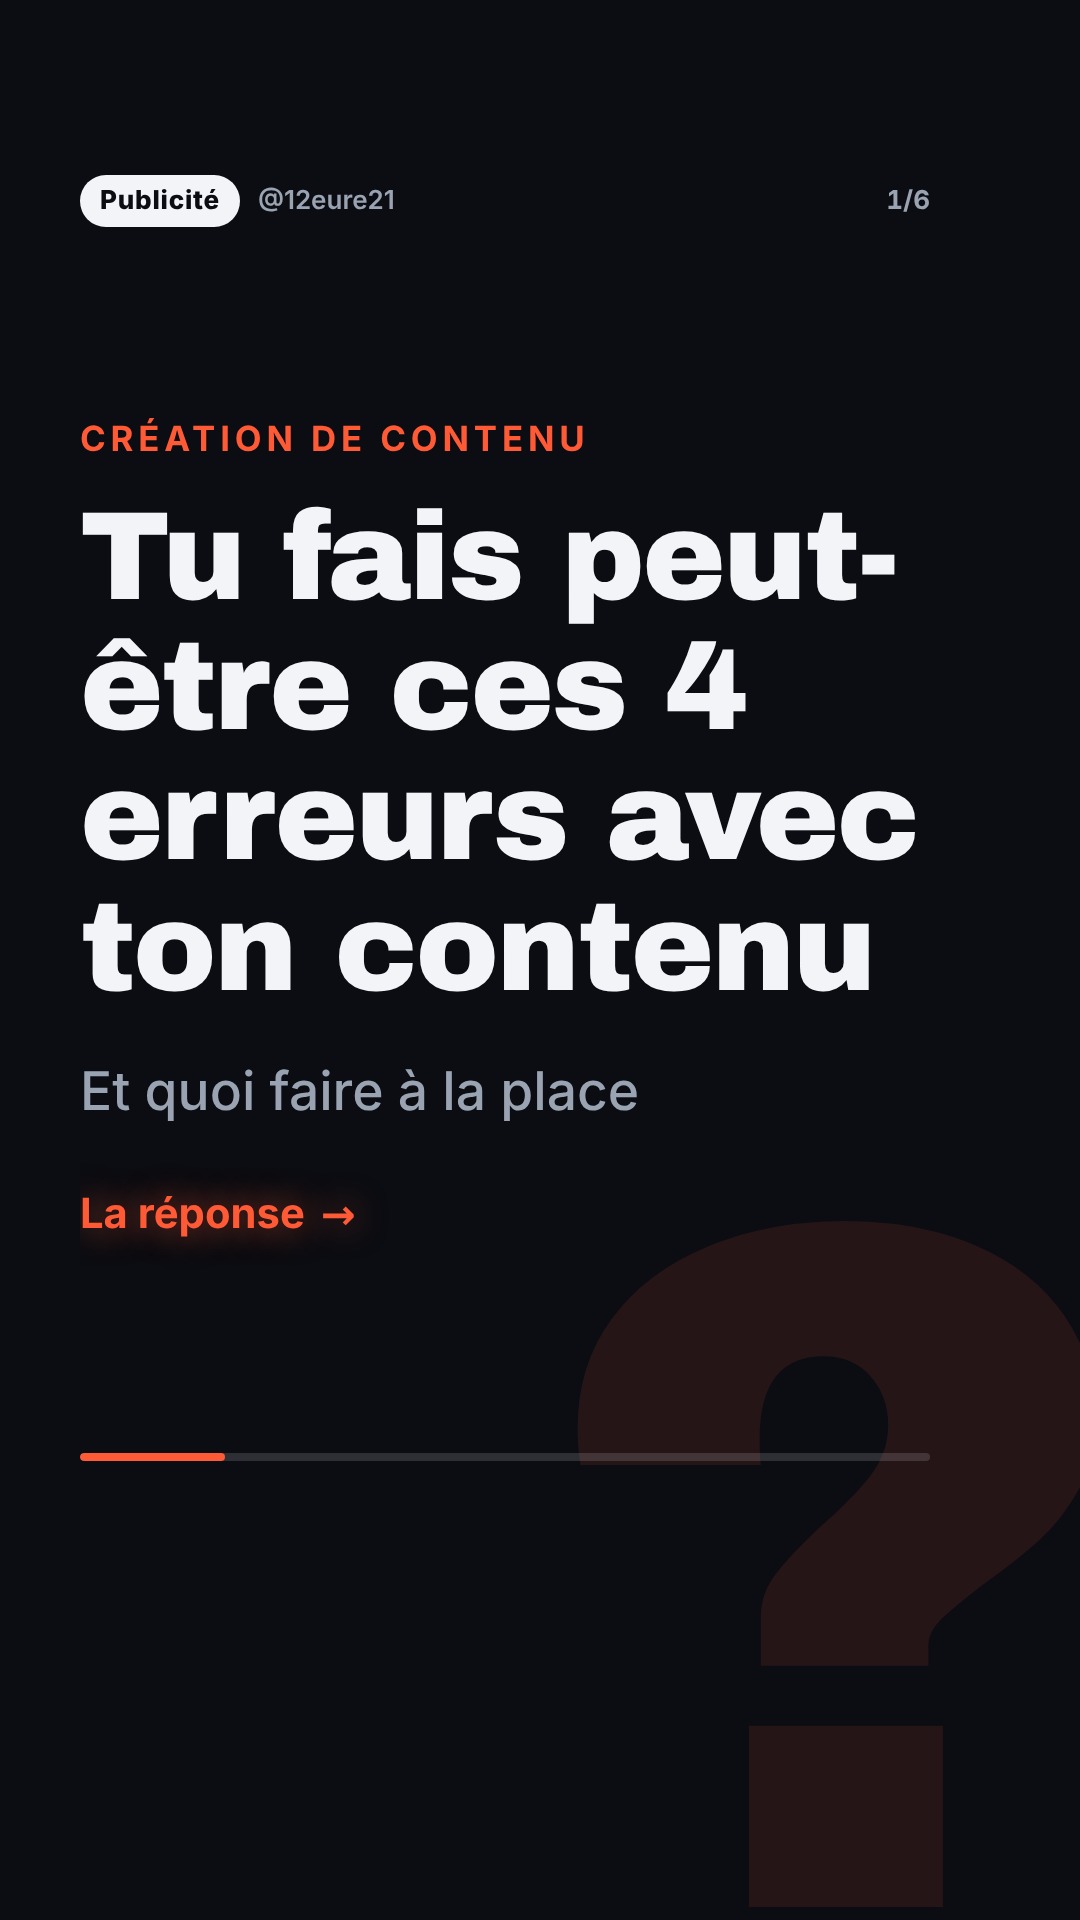 Publicité @12eure21 1/6
CRÉATION DE CONTENU
Tu fais peut-
être ces 4
erreurs avec
ton contenu
Et quoi faire à la place
La réponse →
?